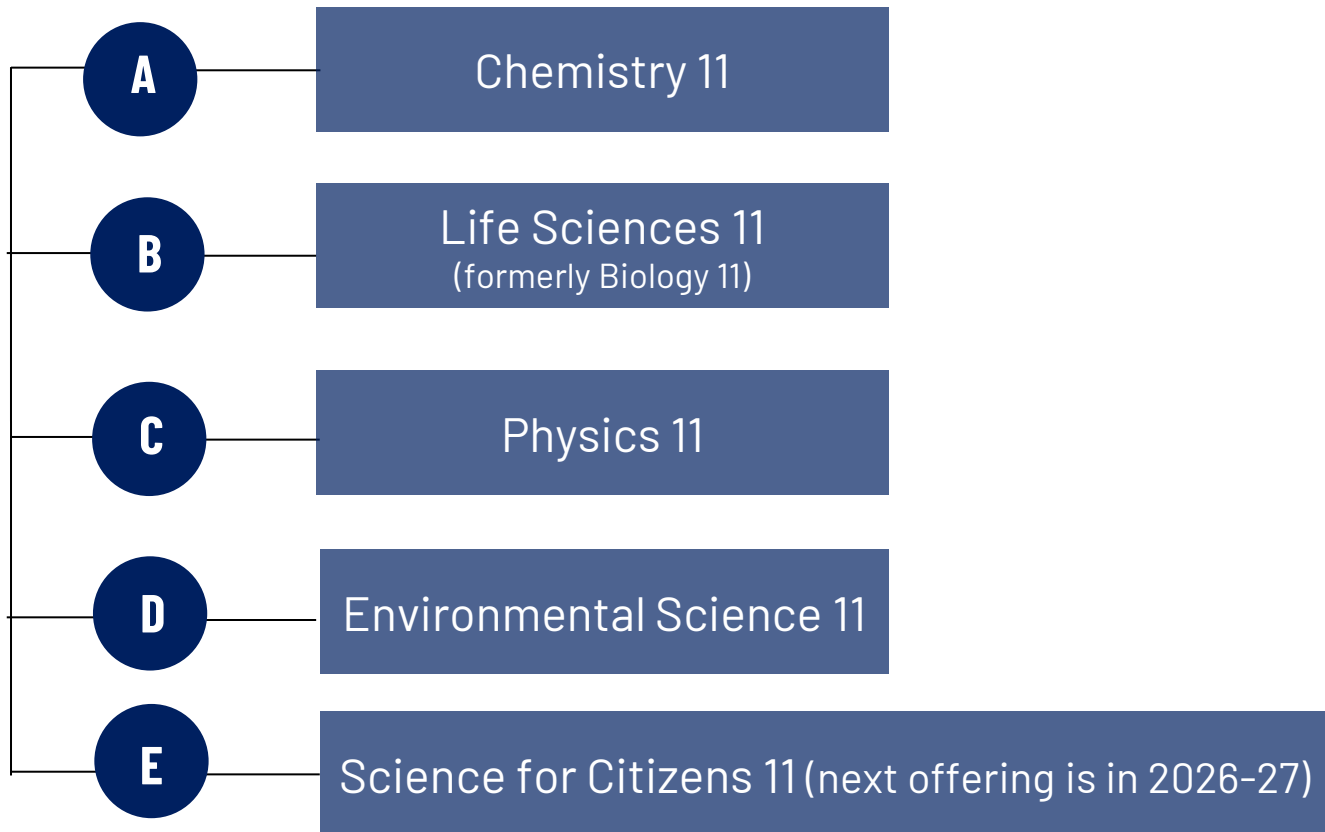 A
Chemistry 11
B
Life Sciences 11
(formerly Biology 11)
C
Physics 11
D
Environmental Science 11
E
Science for Citizens 11 (next offering is in 2026-27)